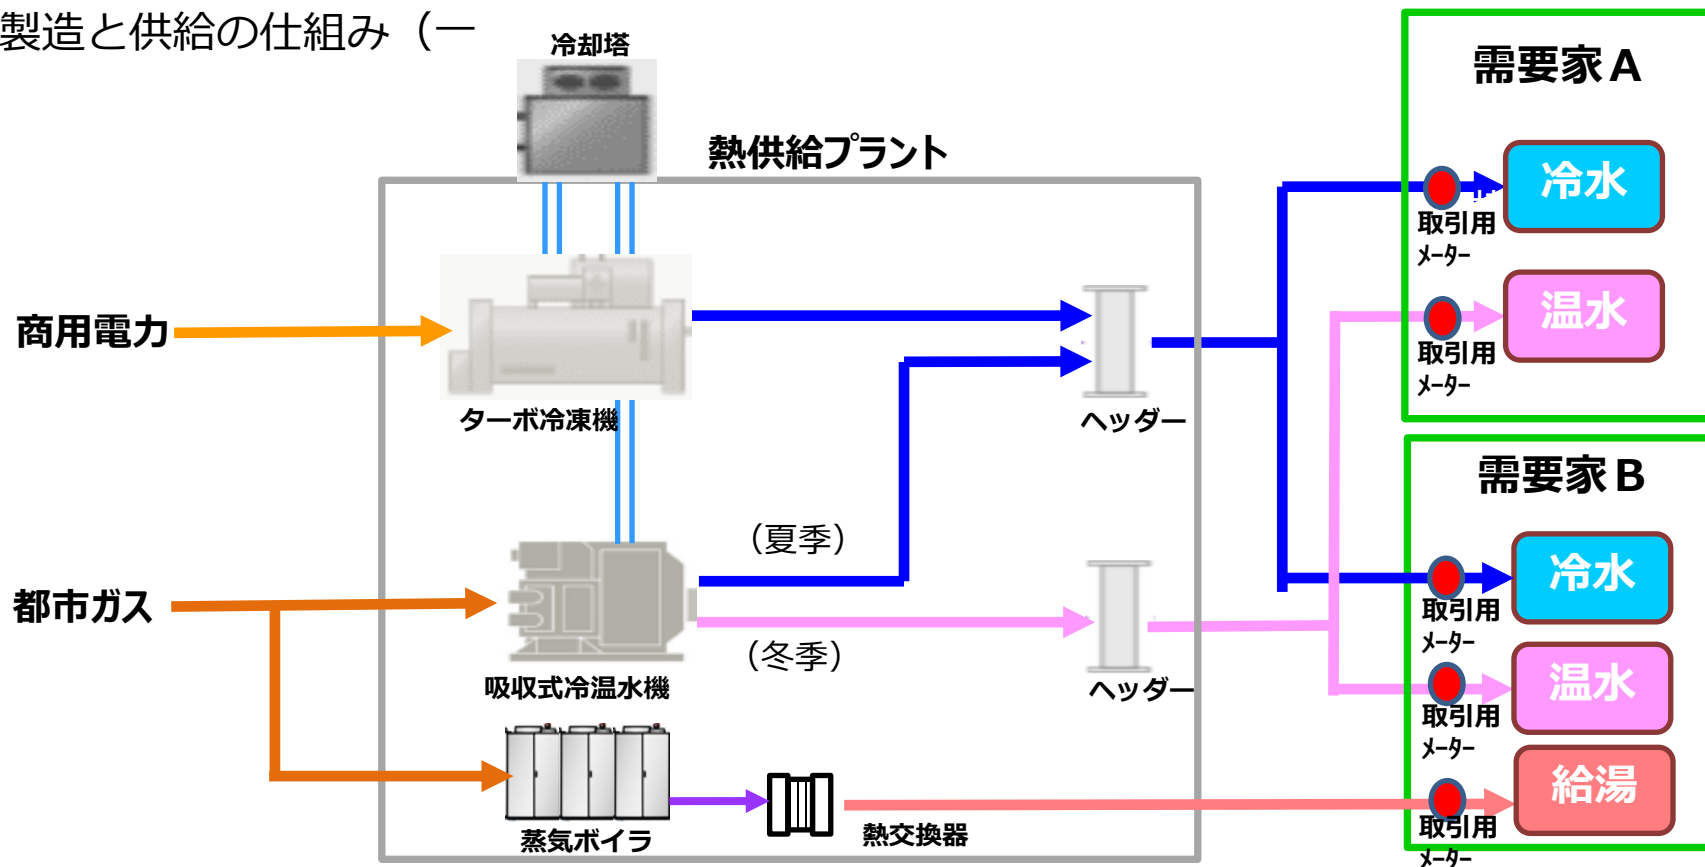 製造と供給の仕組み（一
冷却塔
熱供給プラント
需要家A
冷水
取引用
ﾒｰﾀｰ
温水
取引用
ﾒｰﾀｰ
商用電力
ターボ冷凍機
ヘッダー
需要家B
（夏季）
冷水
取引用
ﾒｰﾀｰ
都市ガス
（冬季）
吸収式冷温水機
ヘッダー
温水
取引用
ﾒｰﾀｰ
給湯
取引用
ﾒｰﾀｰ
蒸気ボイラ
熱交換器